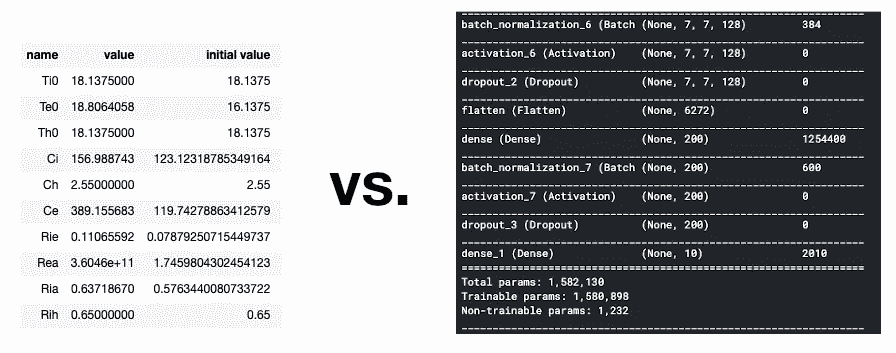 name value initial value
Ti0 18.1375000 18.1375
Te0 18.8064058 16.1375
Th0 18.1375000 18.1375
Ci 156.988743 123.12318785349164
Ch 2.55000000 2.55
Ce 389.155683 119.74278863412579
Rie 0.11065592 0.07879250715449737
Rea 3.6046e+11 1.7459804302454123
Ria 0.63718670 0.5763440080733722
Rih 0.65000000 0.65
vs.
batch_normalization_6 (Batch (None, 7, 7, 128) 384
activation_6 (Activation) (None, 7, 7, 128) 0
dropout_2 (Dropout) (None, 7, 7, 128) 0
flatten (Flatten) (None, 6272) 0
dense (Dense) (None, 200) 1254400
batch_normalization_7 (Batch (None, 200) 600
activation_7 (Activation) (None, 200) 0
dropout_3 (Dropout) (None, 200) 0
dense_1 (Dense) (None, 10) 2010
Total params: 1,582,130
Trainable params: 1,580,898
Non-trainable params: 1,232